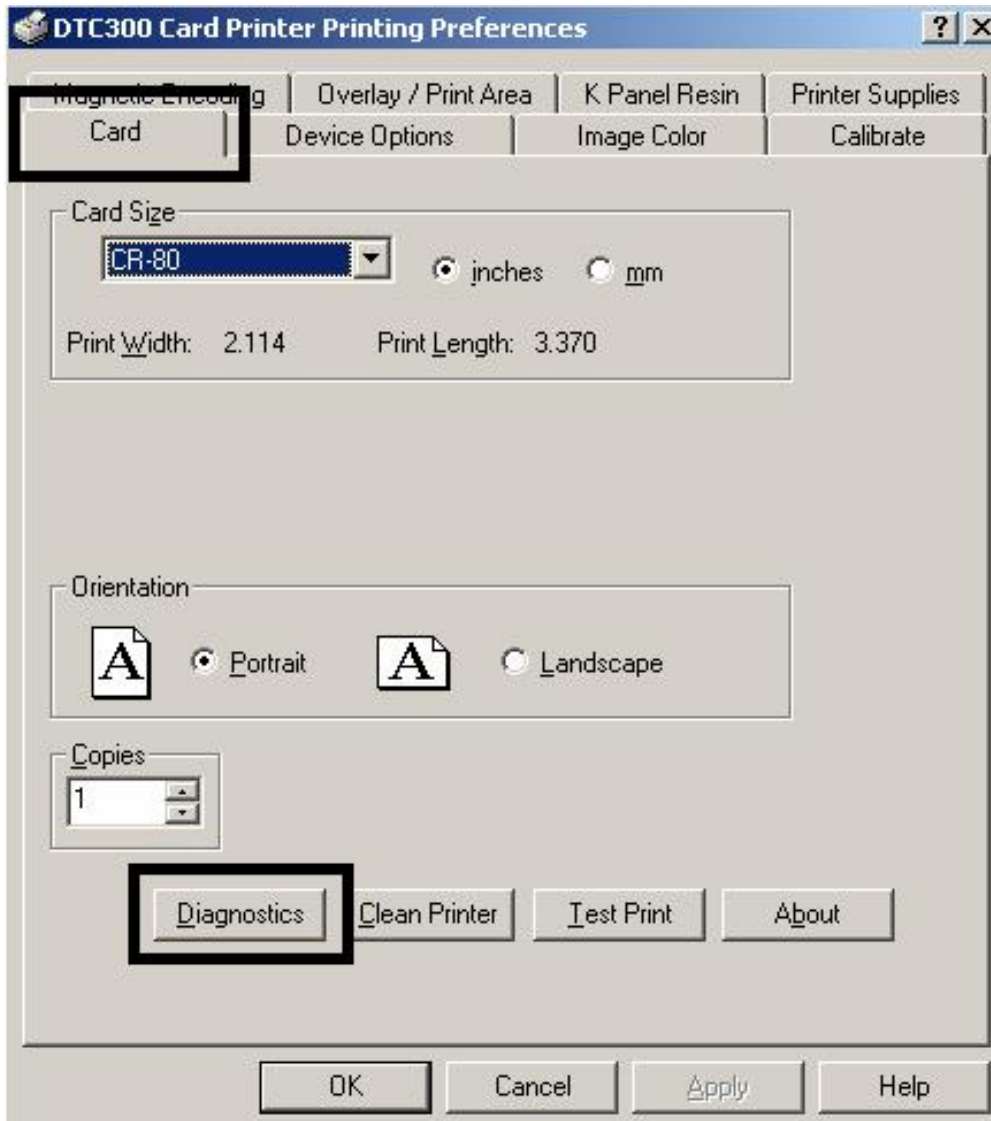 DTC300 Card Printer Printing Preferences
Magnetic Encoding Overlay / Print Area K Panel Resin Printer Supplies
Card Device Options Image Color Calibrate
Card Size
CR-80 inches mm
Print Width: 2.114 Print Length: 3.370
Orientation
A Portrait A Landscape
Copies
1
Diagnostics Clean Printer Test Print About
OK Cancel Apply Help